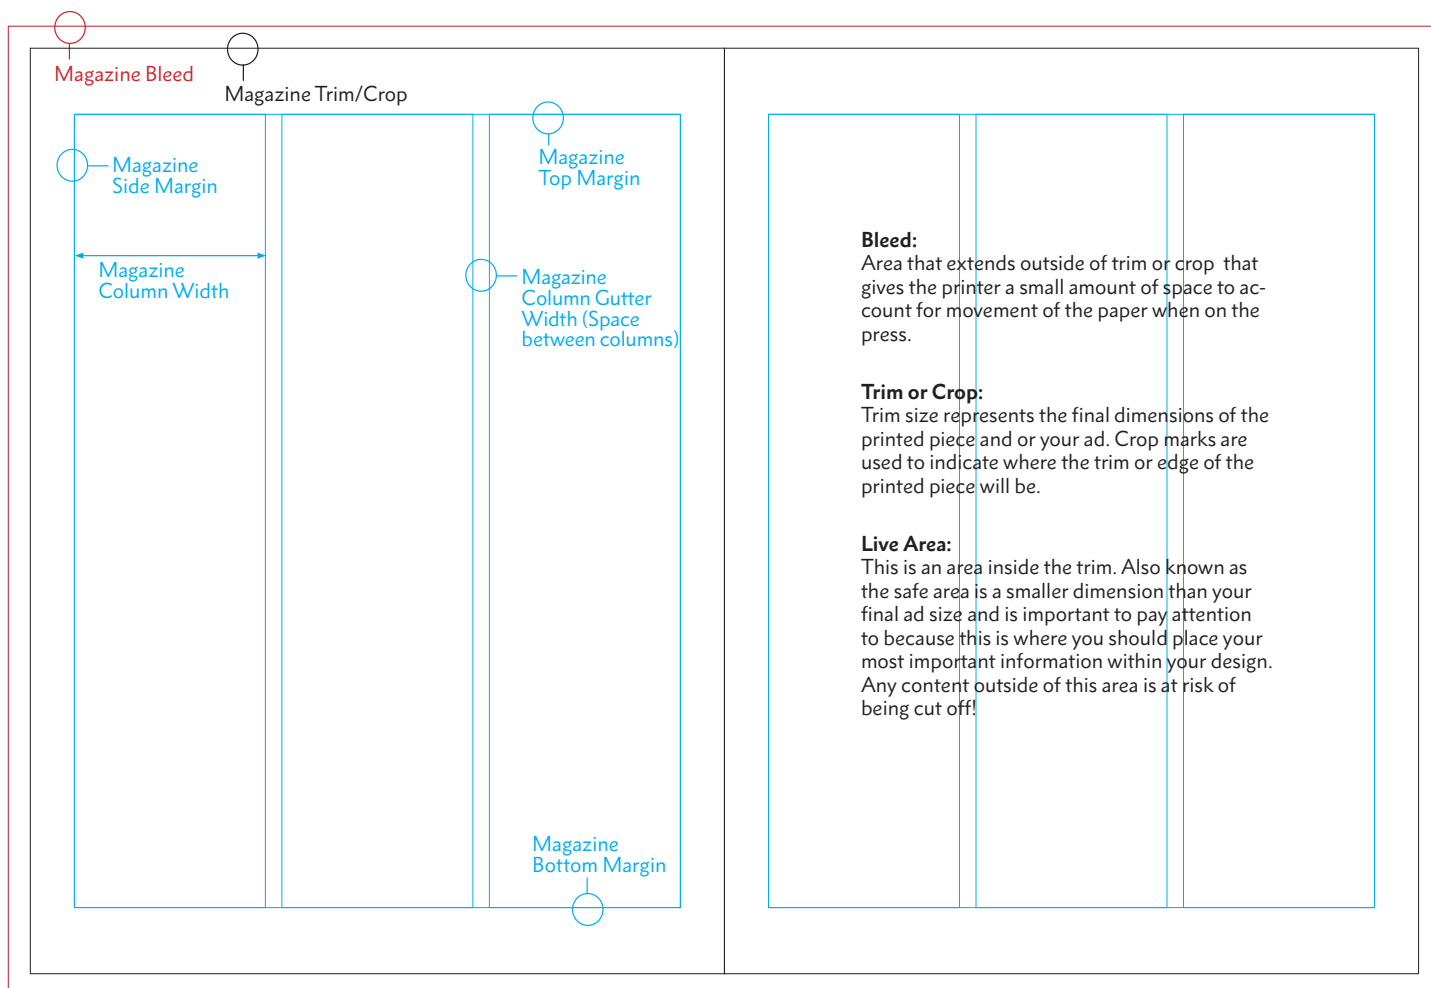 Magazine Bleed
Magazine Trim/Crop
Magazine
Side Margin
Magazine
Top Margin
Magazine
Column Width
Magazine
Column Gutter
Width (Space
between columns)
Magazine
Bottom Margin
Bleed:
Area that extends outside of trim or crop  that
gives the printer a small amount of space to ac-
count for movement of the paper when on the
press.
Trim or Crop:
Trim size represents the final dimensions of the
printed piece and or your ad. Crop marks are
used to indicate where the trim or edge of the
printed piece will be.
Live Area:
This is an area inside the trim. Also known as
the safe area is a smaller dimension than your
final ad size and is important to pay attention
to because this is where you should place your
most important information within your design.
Any content outside of this area is at risk of
being cut off!